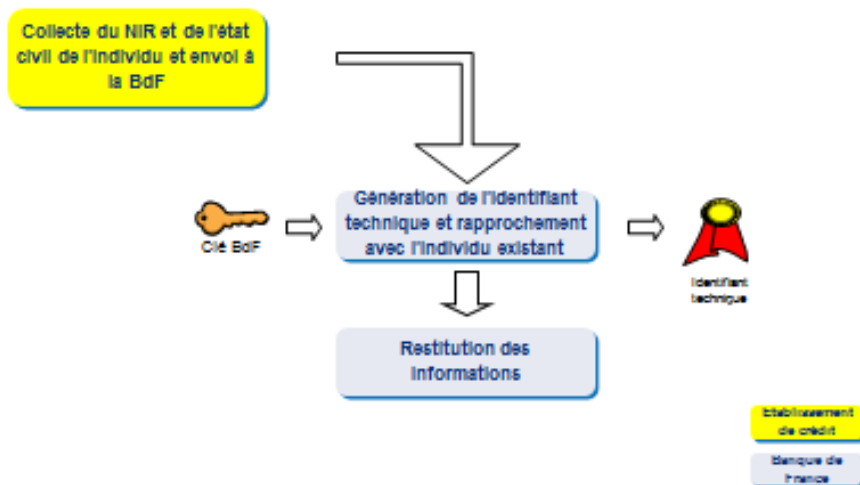 Collecte du NIR et de l'état
civil de l'individu et envoi à
la BdF
Génération de l'identifiant
technique et rapprochement
avec l'individu existant
Clé BdF
Identifiant
technique
Restitution des
informations
Etablissement
de crédit
Banque de
France